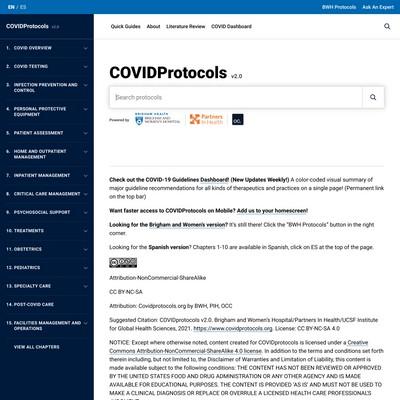 EN / ES
BWH Protocols Ask An Expert
COVIDProtocols v2.0
Quick Guides About Literature Review COVID Dashboard
1. COVID OVERVIEW
2. COVID TESTING
3. INFECTION PREVENTION AND
CONTROL
4. PERSONAL PROTECTIVE
EQUIPMENT
5. PATIENT ASSESSMENT
6. HOME AND OUTPATIENT
MANAGEMENT
7. INPATIENT MANAGEMENT
8. CRITICAL CARE MANAGEMENT
9. PSYCHOSOCIAL SUPPORT
10. TREATMENTS
11. OBSTETRICS
12. PEDIATRICS
13. SPECIALTY CARE
14. POST-COVID CARE
15. FACILITIES MANAGEMENT AND
OPERATIONS
VIEW ALL CHAPTERS
COVIDProtocols v2.0
Search protocols
Powered by
BRIGHAM HEALTH
BRIGHAM AND
WOMEN'S HOSPITAL
Partners
In Health
OC.
Check out the COVID-19 Guidelines Dashboard! (New Updates Weekly!) A color-coded visual summary of
major guideline recommendations for all kinds of therapeutics and practices on a single page! (Permanent link
on the top bar)
Want faster access to COVIDProtocols on Mobile? Add us to your homescreen!
Looking for the Brigham and Women's version? It's still there! Click the "BWH Protocols" button in the right
corner.
Looking for the Spanish version? Chapters 1-10 are available in Spanish, click on ES at the top of the page.
Attribution-NonCommercial-ShareAlike
CC BY-NC-SA
Attribution: Covidprotocols.org by BWH, PIH, OCC
Suggested Citation: COVIDProtocols v2.0, Brigham and Women's Hospital/Partners In Health/UCSF Institute
for Global Health Sciences, 2021. https://www.covidprotocols.org. License: CC BY-NC-SA 4.0
NOTICE: Except where otherwise noted, content created for COVIDProtocols is licensed under a Creative
Commons Attribution-NonCommercial-ShareAlike 4.0 license. In addition to the terms and conditions set forth
therein including, but not limited to, the Disclaimer of Warranties and Limitation of Liability, this content is
made available subject to the following conditions: THE CONTENT HAS NOT BEEN REVIEWED OR APPROVED
BY THE UNITED STATES FOOD AND DRUG ADMINISTRATION OR ANY OTHER AGENCY AND IS MADE
AVAILABLE FOR EDUCATIONAL PURPOSES. THE CONTENT IS PROVIDED 'AS IS' AND MUST NOT BE USED TO
MAKE A CLINICAL DIAGNOSIS OR REPLACE OR OVERRULE A LICENSED HEALTH CARE PROFESSIONAL'S